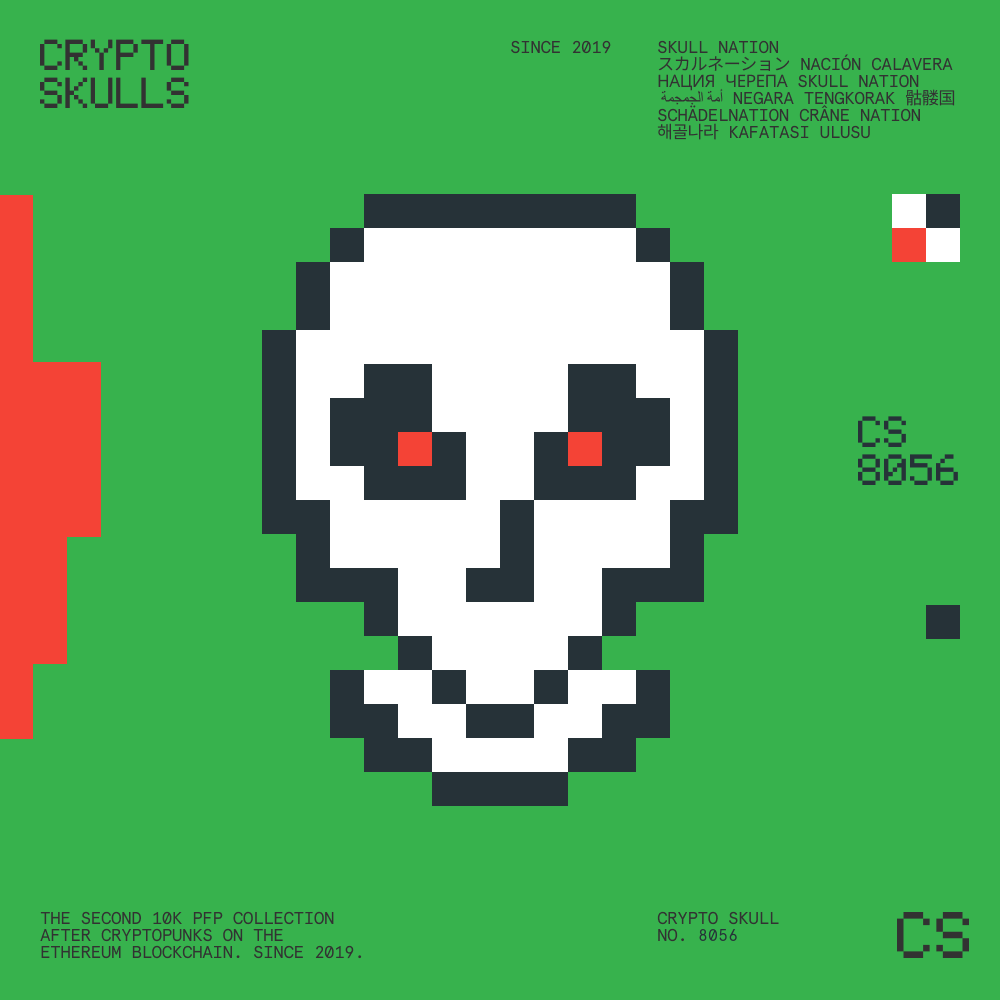 CRYPTO
SKULLS
SINCE 2019
SKULL NATION
スカルネーション NACIÓN CALAVERA
НАЦИЯ ЧЕРЕПА SKULL NATION
أمة الجمجمة NEGARA TENGKORAK 骷髅国
SCHÄDELNATION CRÂNE NATION
해골나라 KAFATASI ULUSU
CS
8056
THE SECOND 10K PFP COLLECTION
AFTER CRYPTOPUNKS ON THE
ETHEREUM BLOCKCHAIN. SINCE 2019.
CRYPTO SKULL
NO. 8056
CS